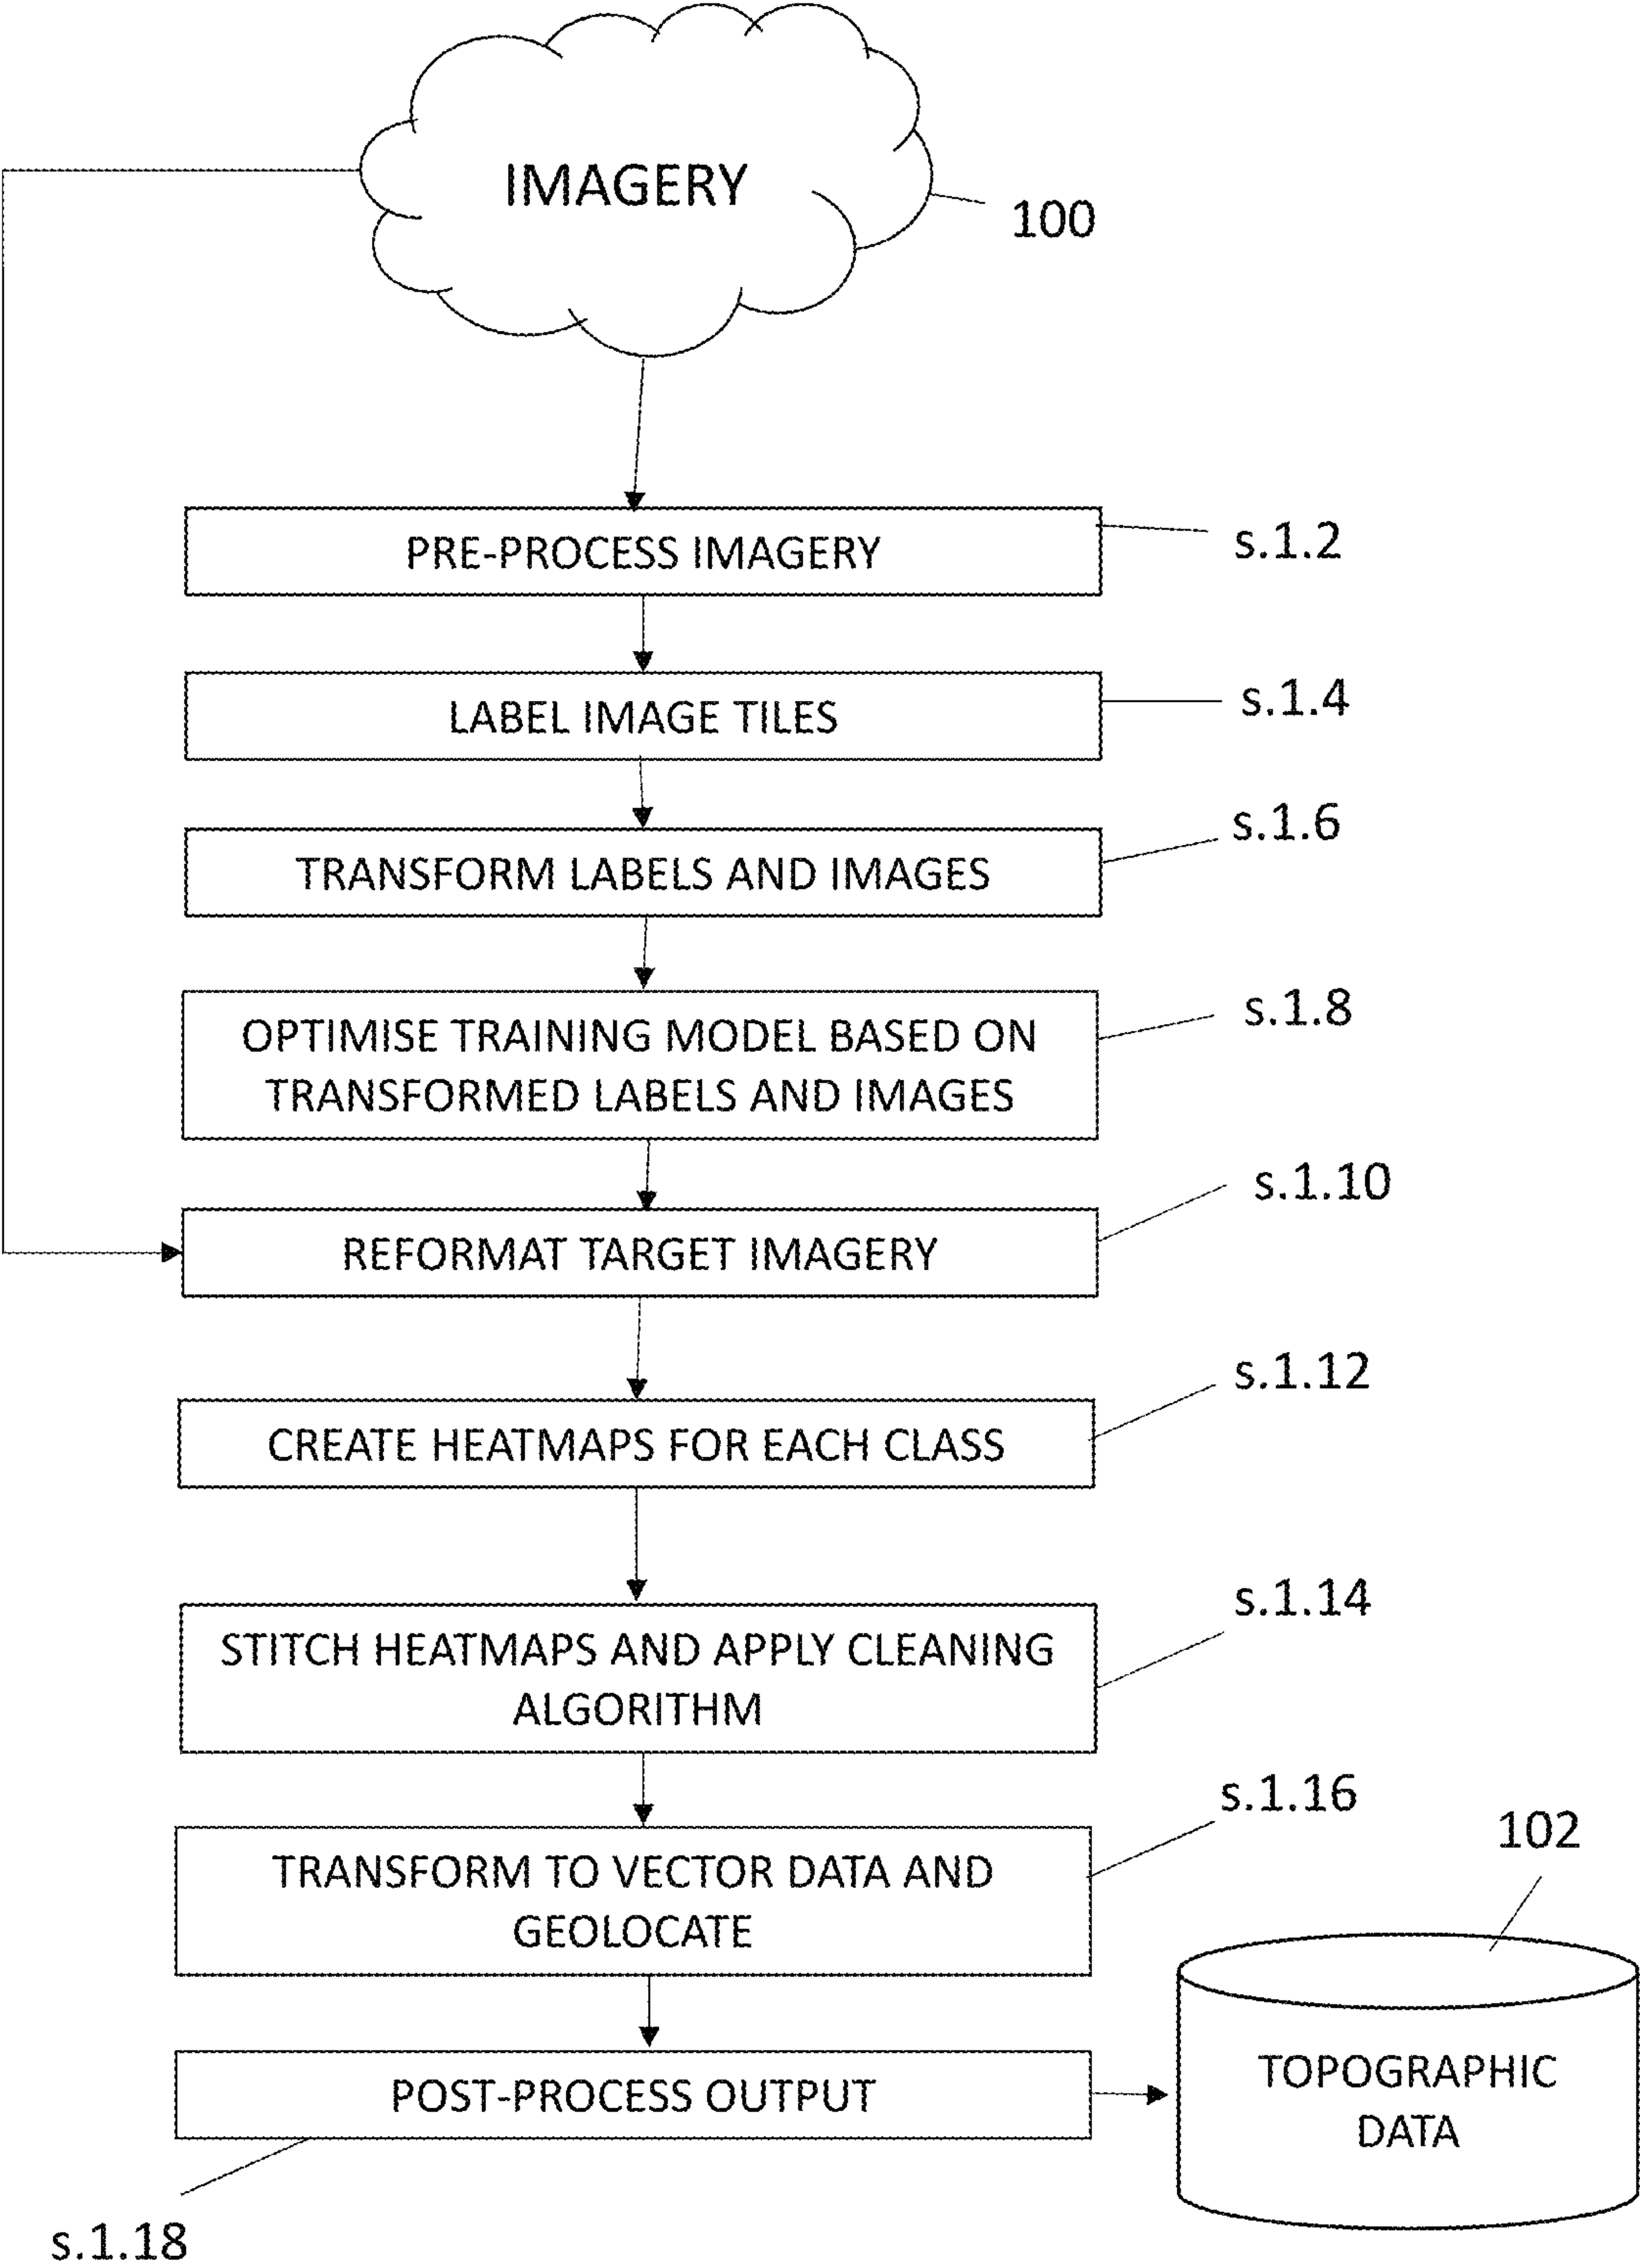 IMAGERY
100
PRE-PROCESS IMAGERY
s.1.2
LABEL IMAGE TILES
s.1.4
TRANSFORM LABELS AND IMAGES
s.1.6
OPTIMISE TRAINING MODEL BASED ON
TRANSFORMED LABELS AND IMAGES
s.1.8
REFORMAT TARGET IMAGERY
s.1.10
CREATE HEATMAPS FOR EACH CLASS
s.1.12
STITCH HEATMAPS AND APPLY CLEANING
ALGORITHM
s.1.14
TRANSFORM TO VECTOR DATA AND
GEOLOCATE
s.1.16
POST-PROCESS OUTPUT
s.1.18
102
TOPOGRAPHIC
DATA